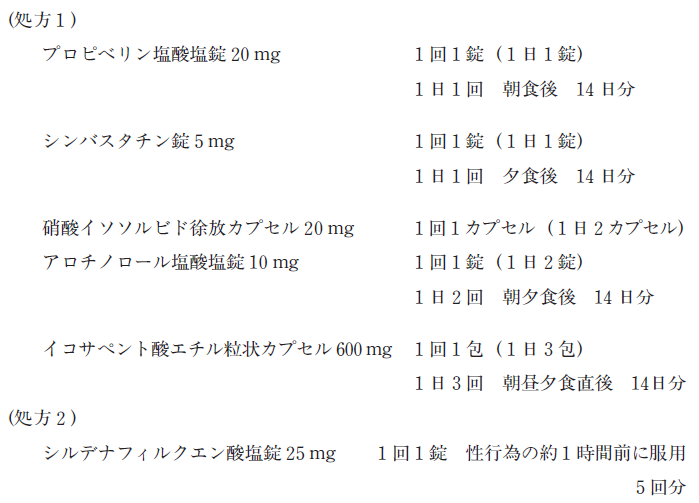 (処方1)
プロピベリン塩酸塩錠 20 mg 1回1錠(1日1錠)
1日1回 朝食後 14 日分
シンバスタチン錠 5 mg 1回1錠(1日1錠)
1日1回 夕食後 14 日分
硝酸イソソルビド徐放カプセル 20 mg 1回1カプセル(1日2カプセル)
アロチノロール塩酸塩錠 10 mg 1回1錠(1日2錠)
1日2回 朝夕食後 14 日分
イコサペント酸エチル粒状カプセル 600 mg 1回1包(1日3包)
1日3回 朝昼夕食直後 14日分
(処方2)
シルデナフィルクエン酸塩錠 25 mg 1回1錠 性行為の約1時間前に服用
5回分